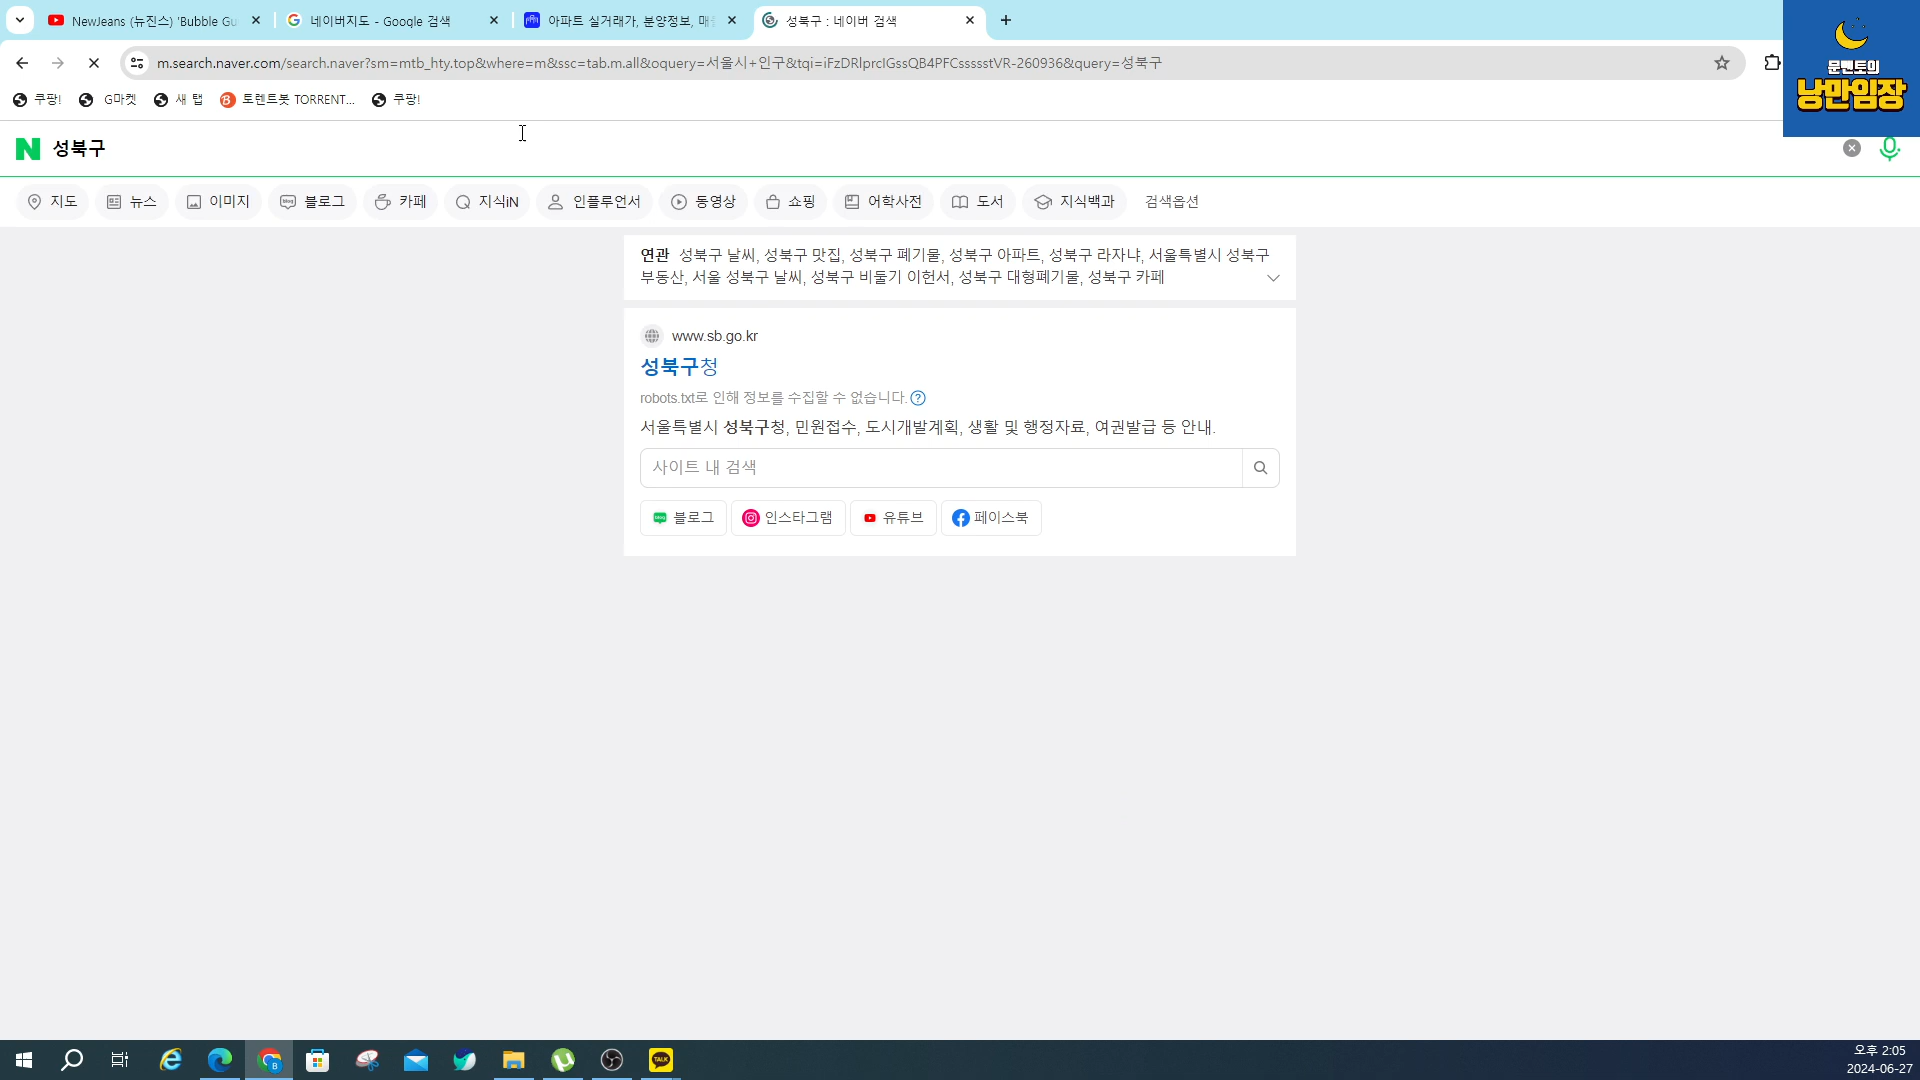 NewJeans (뉴진스) 'Bubble Gu
네이버지도 - Google 검색
아파트 실거래가, 분양정보, 매
성북구 : 네이버 검색
m.search.naver.com/search.naver?sm=mtb_hty.top&where=m&ssc=tab.m.all&oquery=서울시+인구&tqi=iFzDRlprcIGssQB4PFCssssstVR-260936&query=성북구
쿠팡!
G마켓
새 탭
토렌트봇 TORRENT...
쿠팡!
문멘토의
낭만임장
성북구
지도
뉴스
이미지
블로그
카페
지식iN
인플루언서
동영상
쇼핑
어학사전
도서
지식백과
검색옵션
연관 성북구 날씨, 성북구 맛집, 성북구 폐기물, 성북구 아파트, 성북구 라자냐, 서울특별시 성북구
부동산, 서울 성북구 날씨, 성북구 비둘기 이헌서, 성북구 대형폐기물, 성북구 카페
www.sb.go.kr
성북구청
robots.txt로 인해 정보를 수집할 수 없습니다.
서울특별시 성북구청, 민원접수, 도시개발계획, 생활 및 행정자료, 여권발급 등 안내.
사이트 내 검색
블로그
인스타그램
유튜브
페이스북
TALK
오후 2:05
2024-06-27